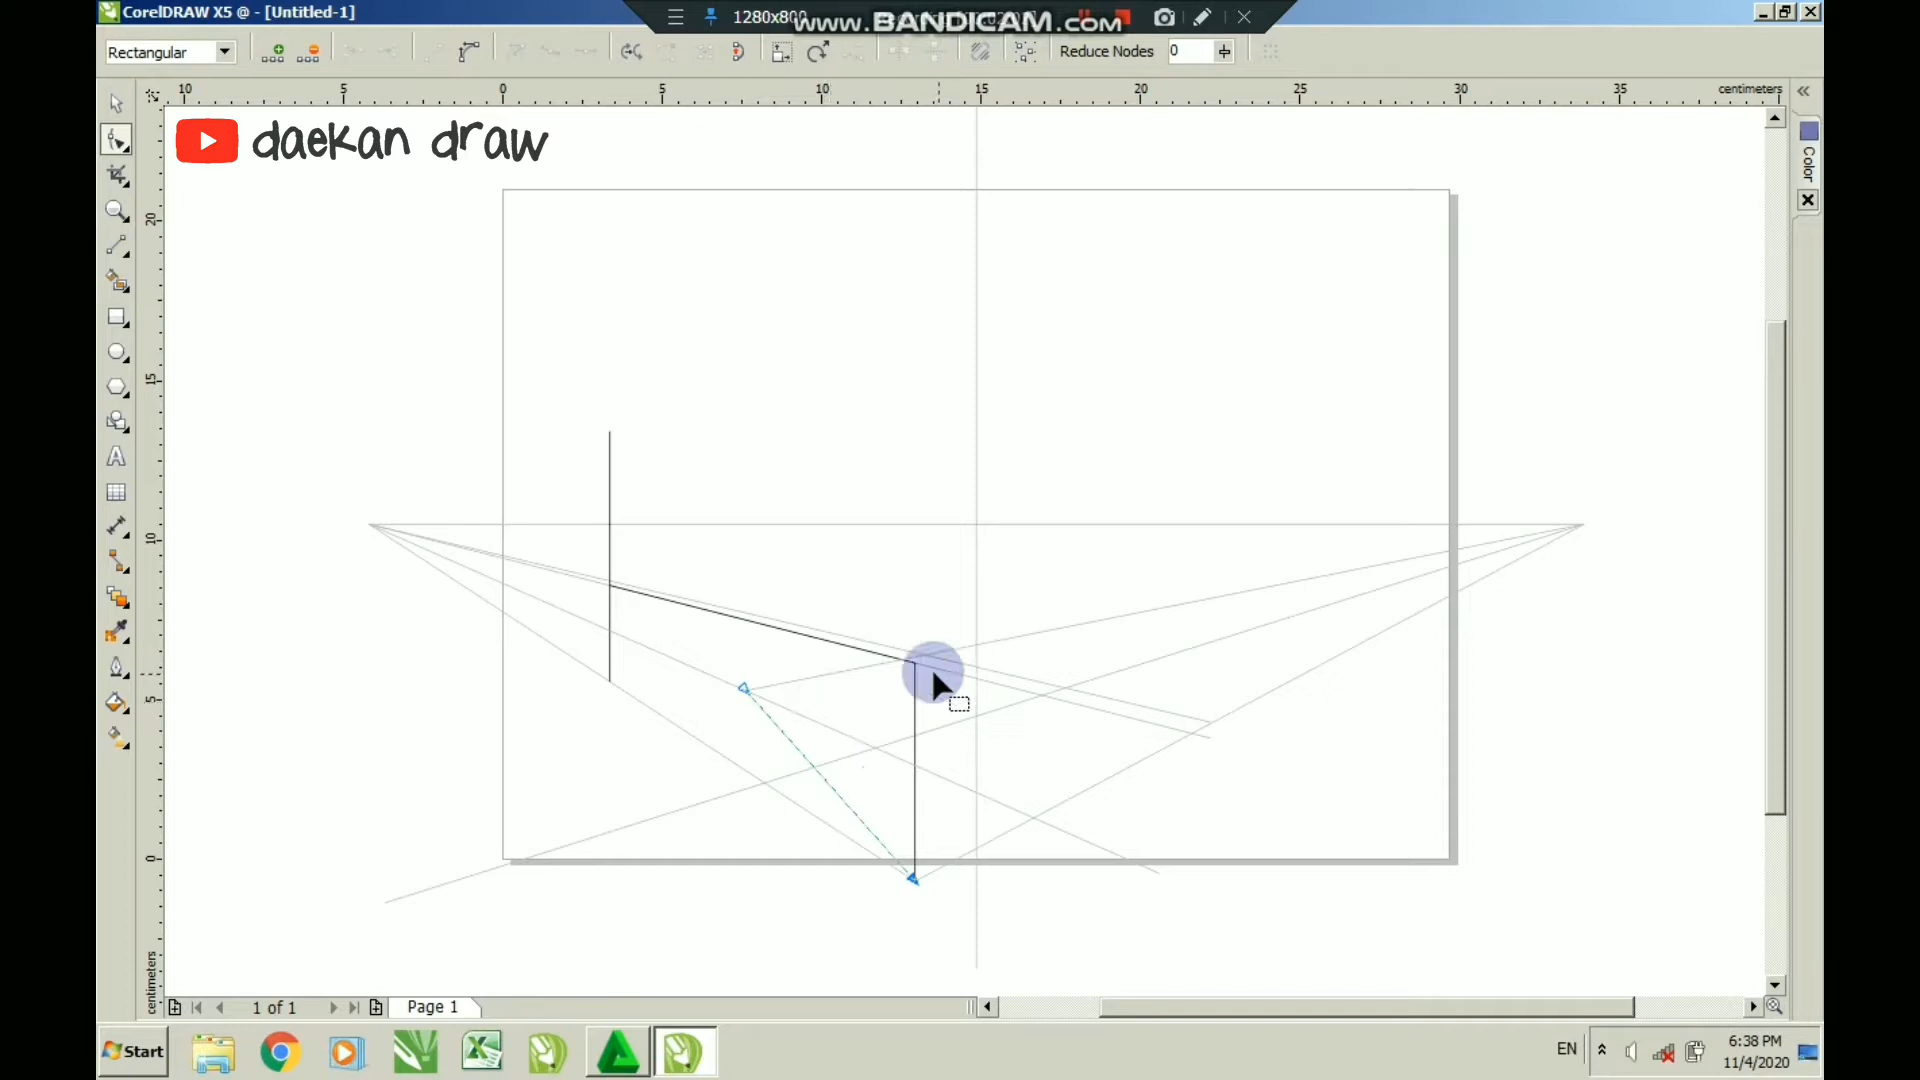 CorelDRAW X5 @ - [Untitled-1]
1280x800
www.BANDICAM.com
Rectangular
Reduce Nodes 0
10 5 0 5 10 15 20 25 30 35 centimeters
daekan draw
Color
20
15
10
5
0
centimeters
1 of 1
Page 1
Start
EN
6:38 PM
11/4/2020